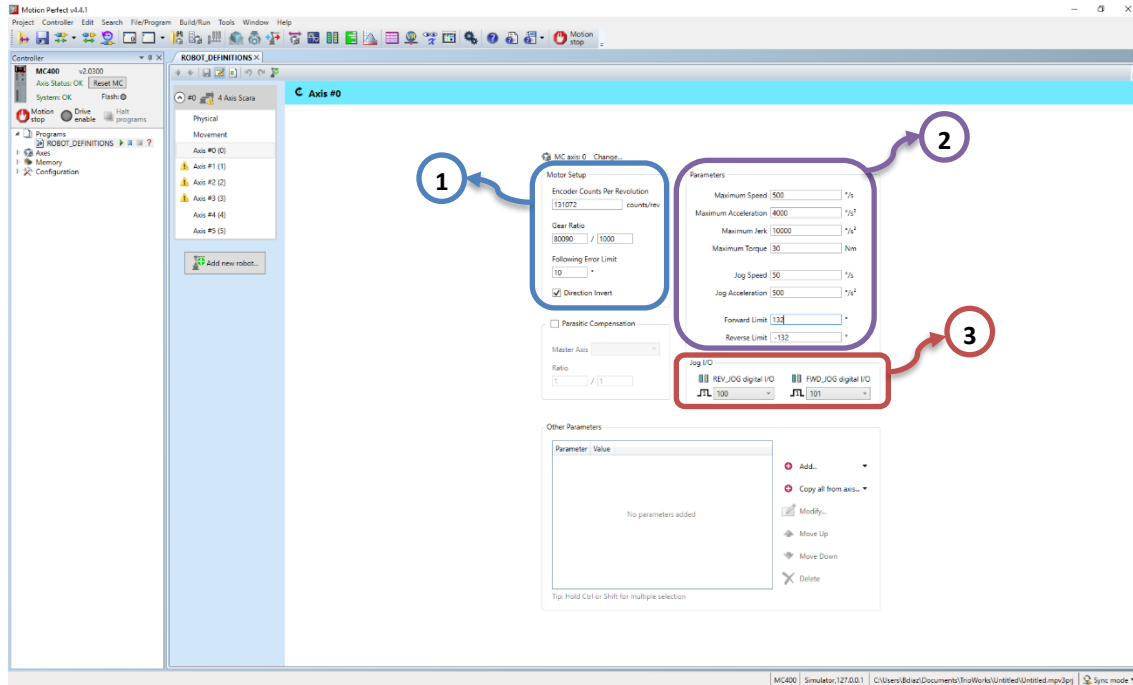 Motion Perfect v4.4.1
Project Controller Edit Search File/Program Build/Run Tools Window Help
Motion stop
Controller
MC400 v2.0300
Axis Status: OK Reset MC
System: OK Flash:
Motion stop Drive enable Halt programs
Programs
ROBOT_DEFINITIONS ?
Axes
Memory
Configuration
ROBOT_DEFINITIONS
#0 4 Axis Scara
Physical
Movement
Axis #0 (0)
Axis #1 (1)
Axis #2 (2)
Axis #3 (3)
Axis #4 (4)
Axis #5 (5)
Add new robot...
Axis #0
MC axis: 0 Change...
1
Motor Setup
Encoder Counts Per Revolution
131072 counts/rev
Gear Ratio
80090 / 1000
Following Error Limit
10 °
Direction Invert
2
Parameters
Maximum Speed 500 °/s
Maximum Acceleration 4000 °/s²
Maximum Jerk 10000 °/s²
Maximum Torque 30 Nm
Jog Speed 50 °/s
Jog Acceleration 500 °/s²
Forward Limit 132 °
Reverse Limit -132 °
Parasitic Compensation
Master Axis
Ratio
1 / 1
3
Jog I/O
REV_JOG digital I/O FWD_JOG digital I/O
100 101
Other Parameters
Parameter Value
No parameters added
Add...
Copy all from axis...
Modify...
Move Up
Move Down
Delete
Tip: Hold Ctrl or Shift for multiple selection
MC400 Simulator,127.0.0.1 C:\Users\Bdiaz\Documents\TrioWorks\Untitled\Untitled.mpv3prj Sync mode